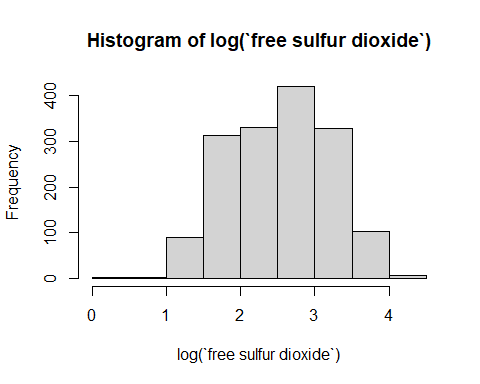 Histogram of log(`free sulfur dioxide`)
Frequency
400
300
200
100
0
0 1 2 3 4
log(`free sulfur dioxide`)